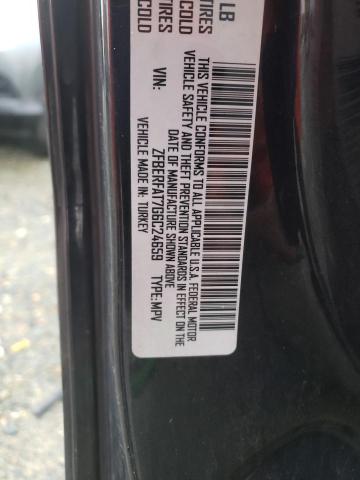 LB
TIRES
COLD
TIRES
COLD
THIS VEHICLE CONFORMS TO ALL APPLICABLE U.S.A. FEDERAL MOTOR
VEHICLE SAFETY AND THEFT PREVENTION STANDARDS IN EFFECT ON THE
DATE OF MANUFACTURE SHOWN ABOVE
VIN: ZFBERFAT7D6C24659 TYPE:MPV
VEHICLE MADE IN: TURKEY